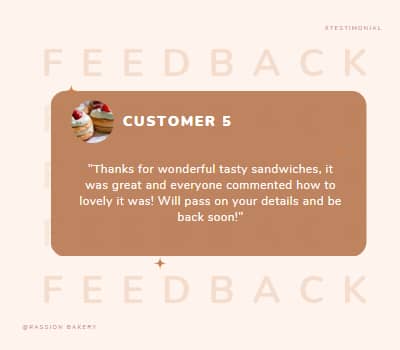 #TESTIMONIAL
FEEDBACK
CUSTOMER 5
"Thanks for wonderful tasty sandwiches, it
was great and everyone commented how to
lovely it was! Will pass on your details and be
back soon!"
FEEDBACK
@PASSION BAKERY